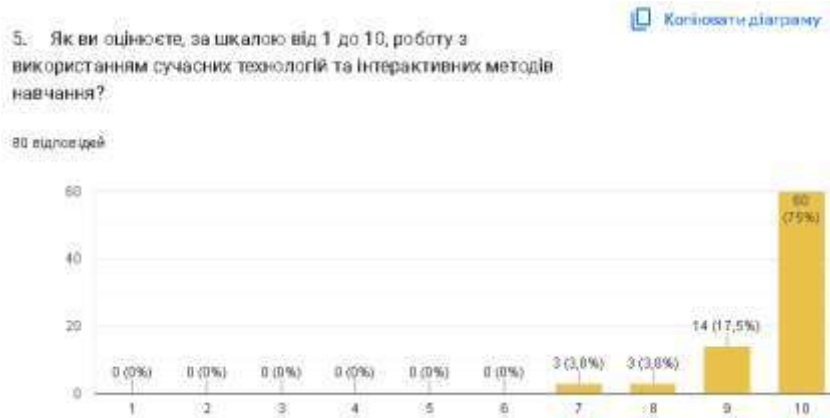 Копіювати діаграму
5. Як ви оцінюєте, за шкалою від 1 до 10, роботу з
використанням сучасних технологій та інтерактивних методів
навчання?
80 відповідей
60
40
20
0
0 (0%) 0 (0%) 0 (0%) 0 (0%) 0 (0%) 0 (0%) 3 (3,8%) 3 (3,8%) 14 (17,5%) 60 (75%)
1 2 3 4 5 6 7 8 9 10